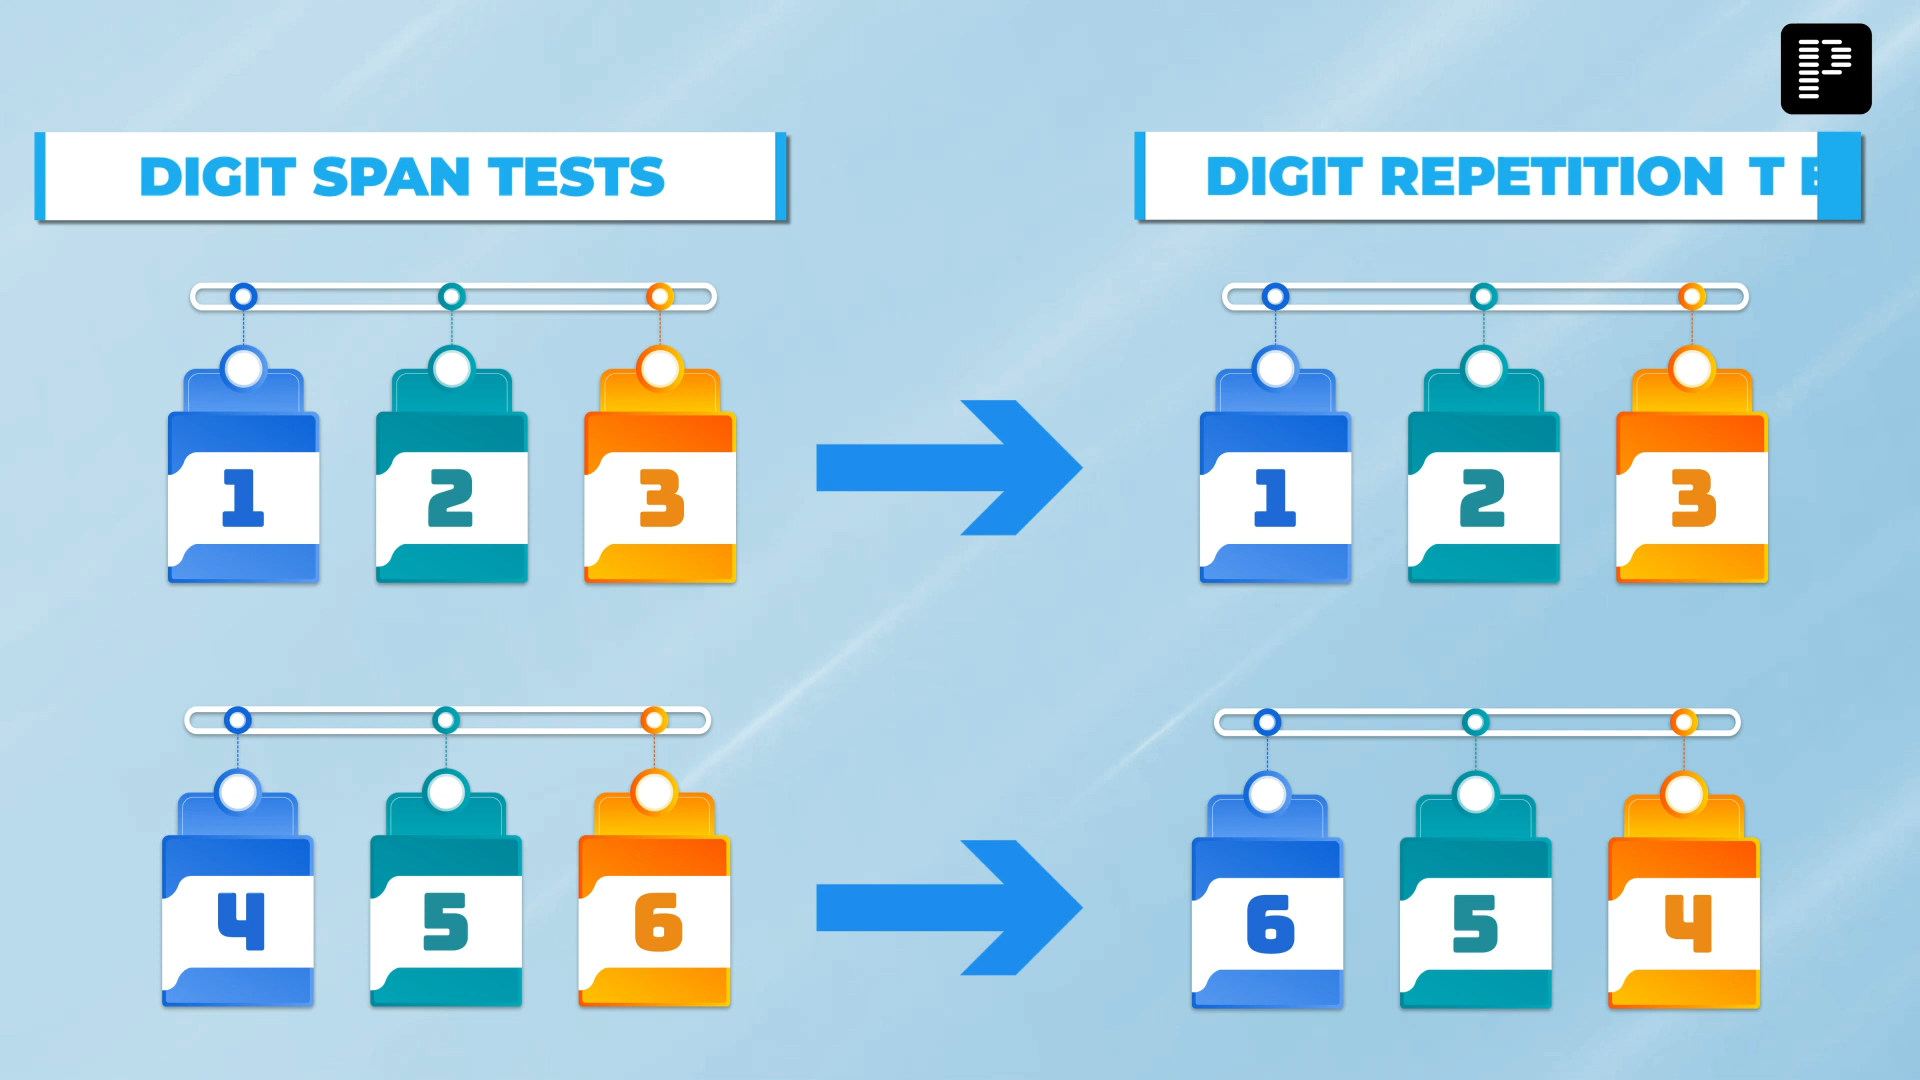 DIGIT SPAN TESTS
DIGIT REPETITION T
1 2 3
1 2 3
4 5 6
6 5 4